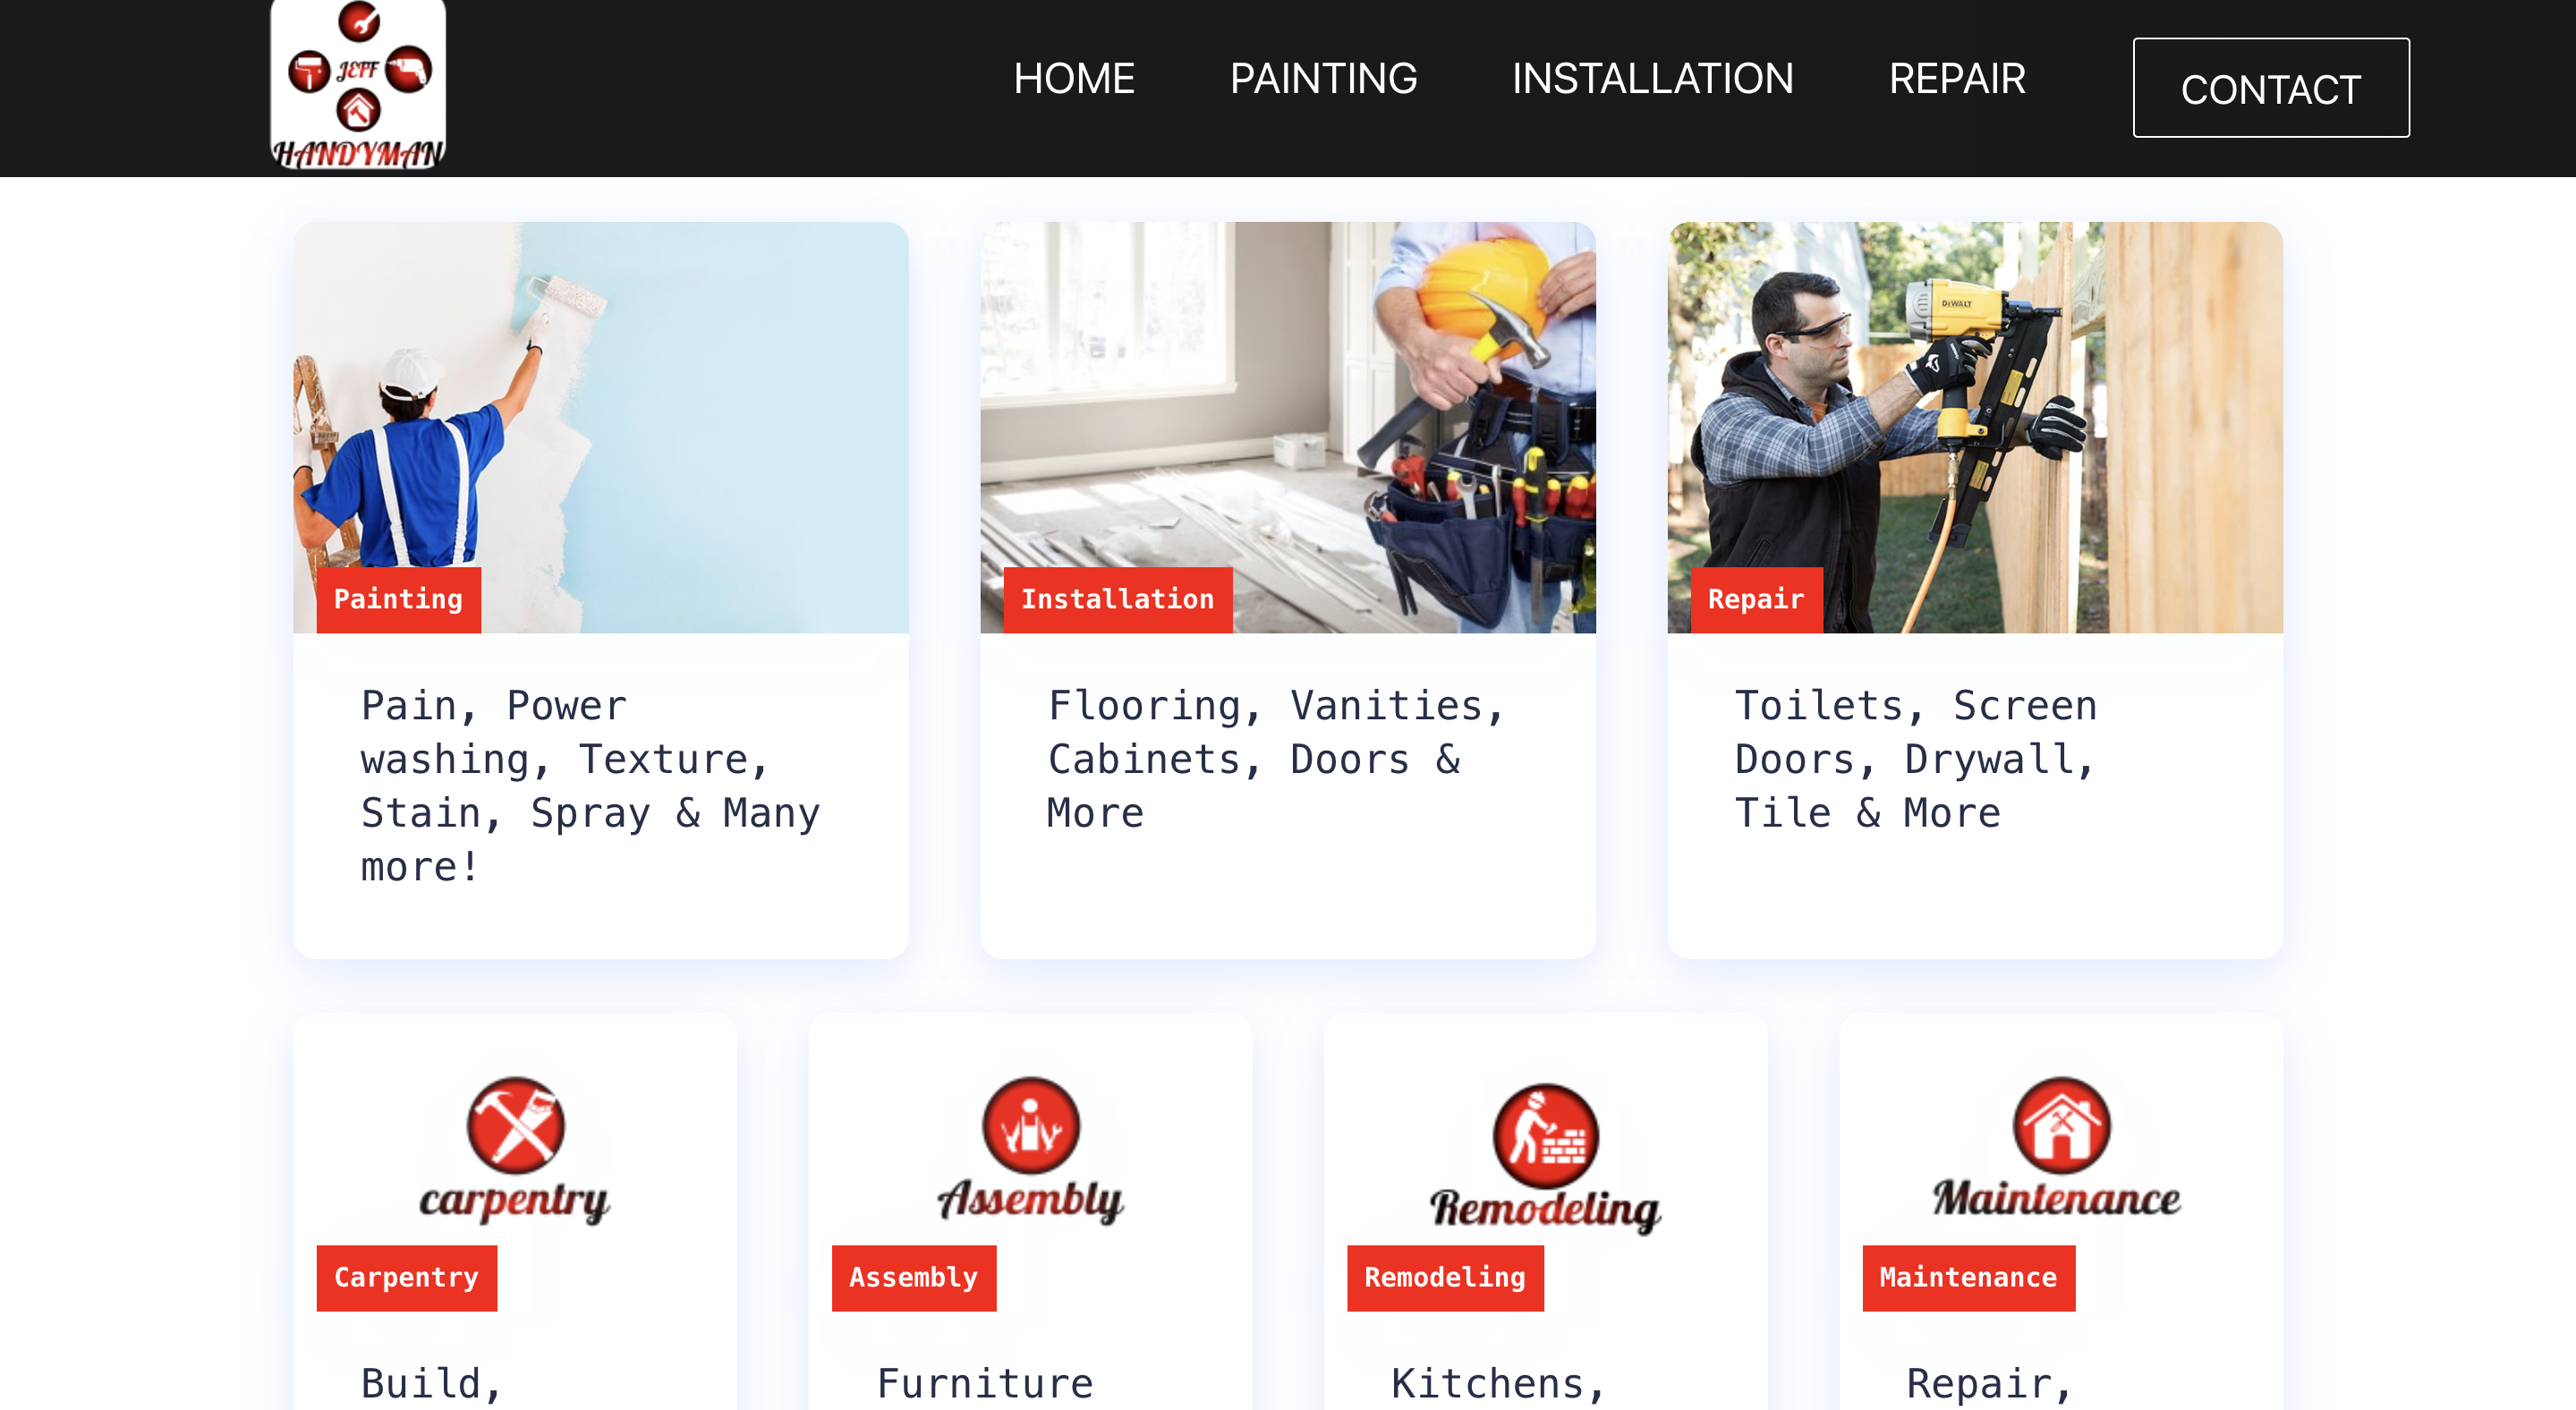 JEFF
HANDYMAN
HOME PAINTING INSTALLATION REPAIR CONTACT
DEWALT
Painting
Installation
Repair
Pain, Power
washing, Texture,
Stain, Spray & Many
more!
Flooring, Vanities,
Cabinets, Doors &
More
Toilets, Screen
Doors, Drywall,
Tile & More
carpentry
Assembly
Remodeling
Maintenance
Carpentry
Assembly
Remodeling
Maintenance
Build,
Furniture
Kitchens,
Repair,